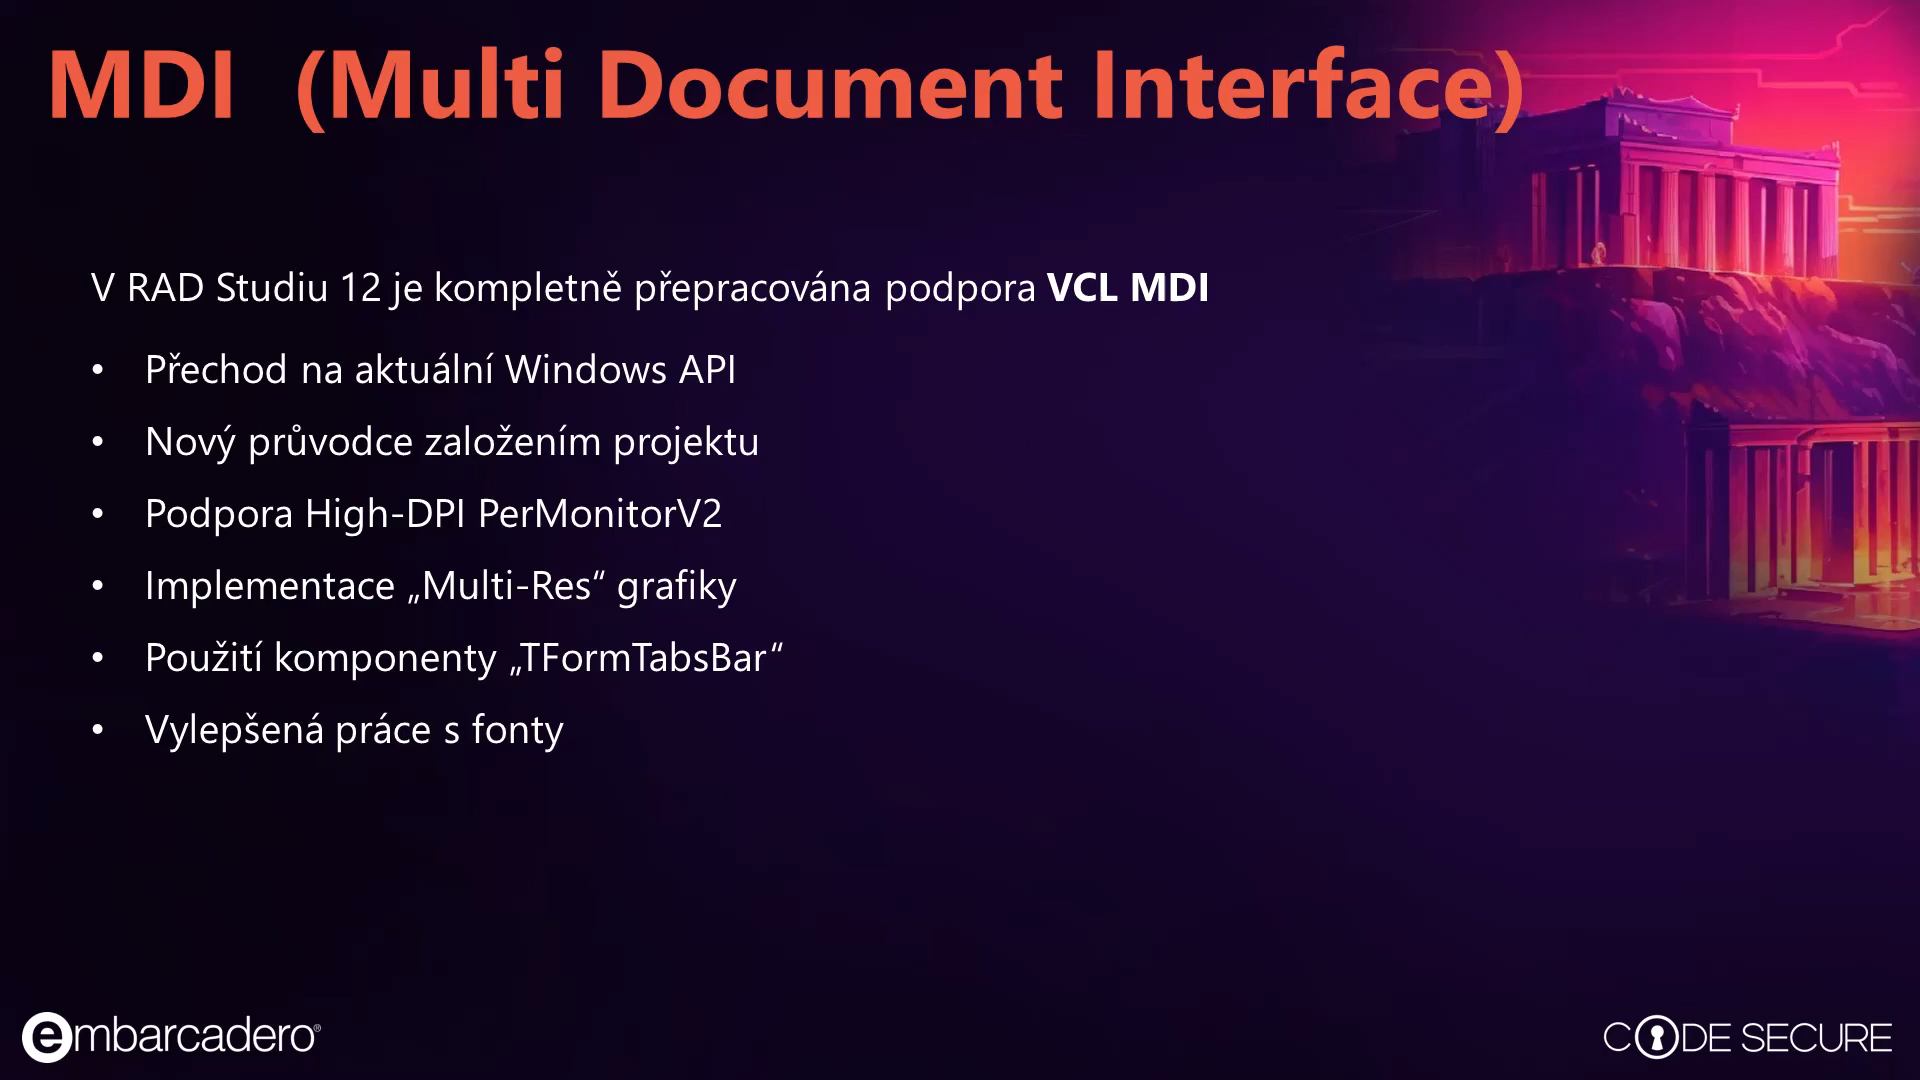 MDI  (Multi Document Interface)
V RAD Studiu 12 je kompletně přepracována podpora VCL MDI
• Přechod na aktuální Windows API
• Nový průvodce založením projektu
• Podpora High-DPI PerMonitorV2
• Implementace „Multi-Res“ grafiky
• Použití komponenty „TFormTabsBar“
• Vylepšená práce s fonty
embarcadero®
CODE SECURE